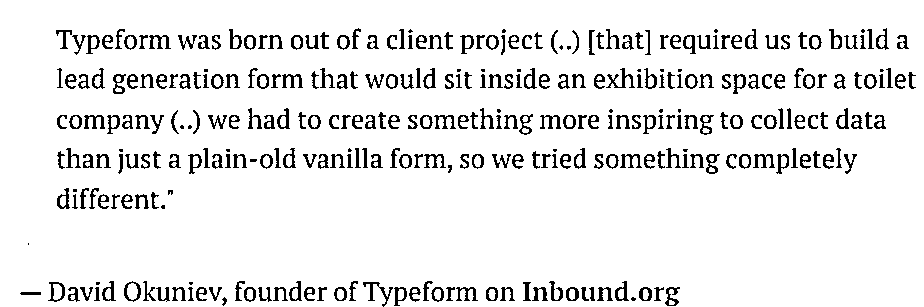 Typeform was born out of a client project (..) [that] required us to build a
lead generation form that would sit inside an exhibition space for a toilet
company (..) we had to create something more inspiring to collect data
than just a plain-old vanilla form, so we tried something completely
different."
— David Okuniev, founder of Typeform on Inbound.org